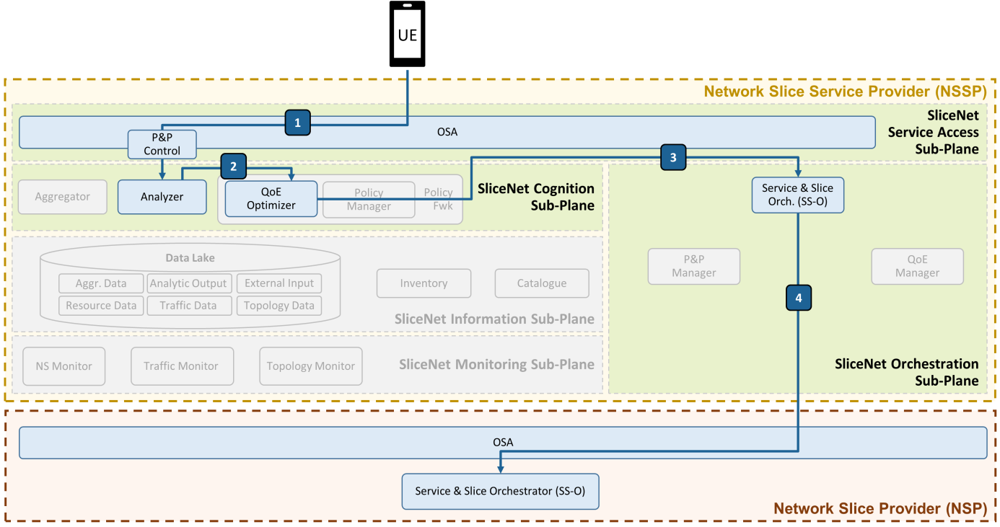 UE
Network Slice Service Provider (NSSP)
SliceNet
Service Access
Sub-Plane
1
OSA
P&P
Control
2
3
Aggregator
Analyzer
QoE
Optimizer
Policy
Manager
Policy
Fwk
SliceNet Cognition
Sub-Plane
Service & Slice
Orch. (SS-O)
Data Lake
Aggr. Data
Analytic Output
External Input
Resource Data
Traffic Data
Topology Data
Inventory
Catalogue
SliceNet Information Sub-Plane
P&P
Manager
QoE
Manager
4
NS Monitor
Traffic Monitor
Topology Monitor
SliceNet Monitoring Sub-Plane
SliceNet Orchestration
Sub-Plane
OSA
Service & Slice Orchestrator (SS-O)
Network Slice Provider (NSP)